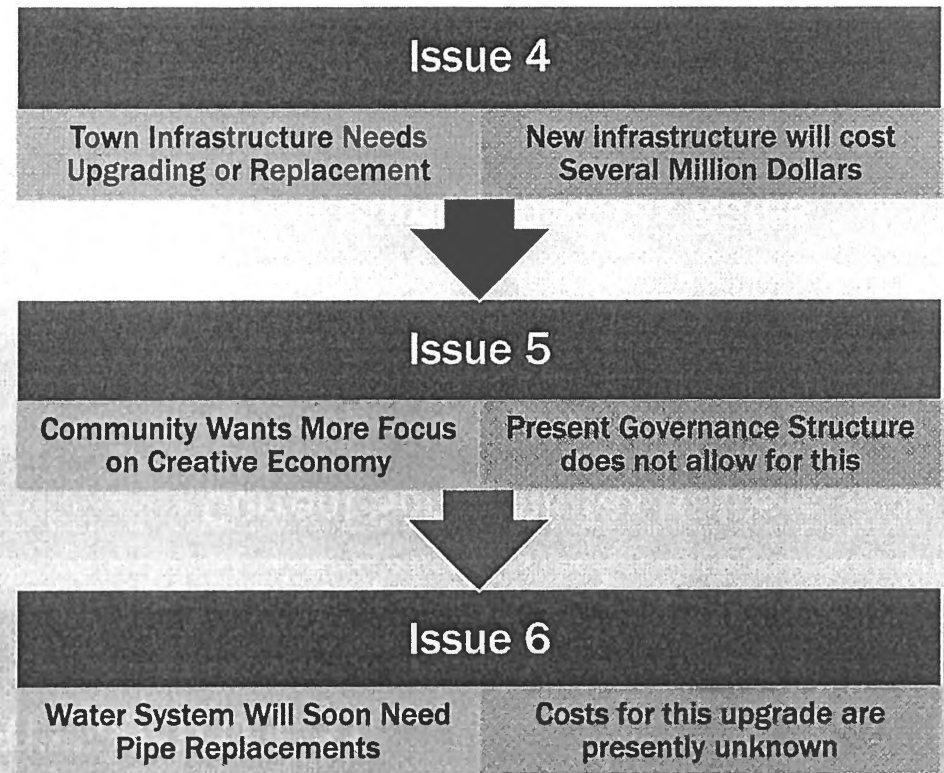 Issue 4
Town Infrastructure Needs
Upgrading or Replacement
New infrastructure will cost
Several Million Dollars
Issue 5
Community Wants More Focus
on Creative Economy
Present Governance Structure
does not allow for this
Issue 6
Water System Will Soon Need
Pipe Replacements
Costs for this upgrade are
presently unknown